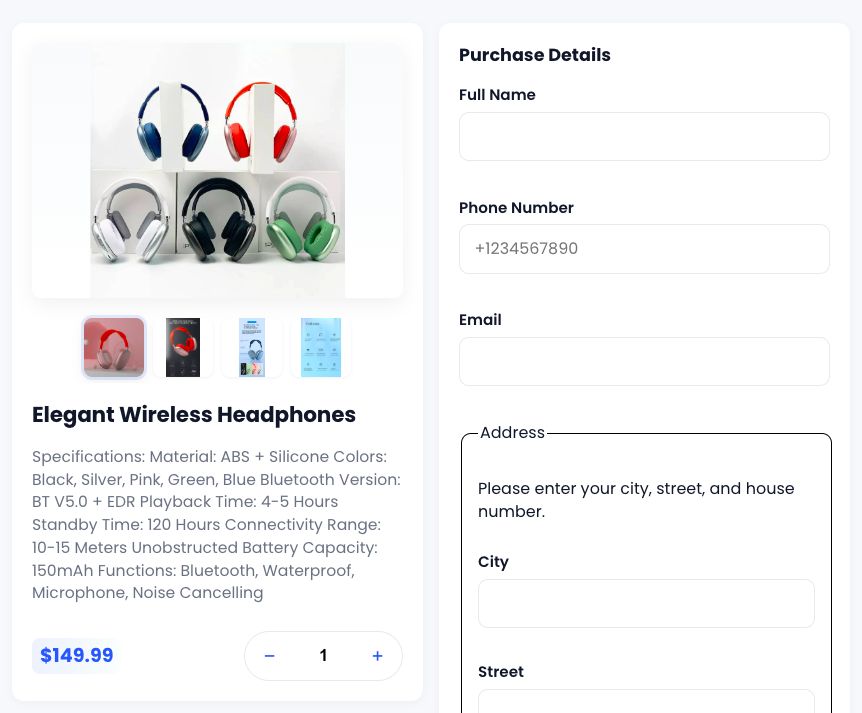 Elegant Wireless Headphones
Specifications: Material: ABS + Silicone Colors:
Black, Silver, Pink, Green, Blue Bluetooth Version:
BT V5.0 + EDR Playback Time: 4-5 Hours
Standby Time: 120 Hours Connectivity Range:
10-15 Meters Unobstructed Battery Capacity:
150mAh Functions: Bluetooth, Waterproof,
Microphone, Noise Cancelling
$149.99
− 1 +
Purchase Details
Full Name
Phone Number
+1234567890
Email
Address
Please enter your city, street, and house
number.
City
Street